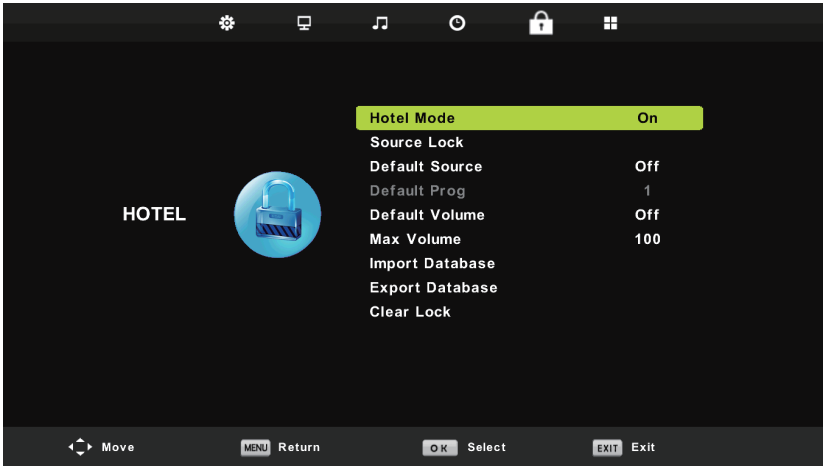 HOTEL
Hotel Mode On
Source Lock
Default Source Off
Default Prog 1
Default Volume Off
Max Volume 100
Import Database
Export Database
Clear Lock
Move MENU Return OK Select EXIT Exit